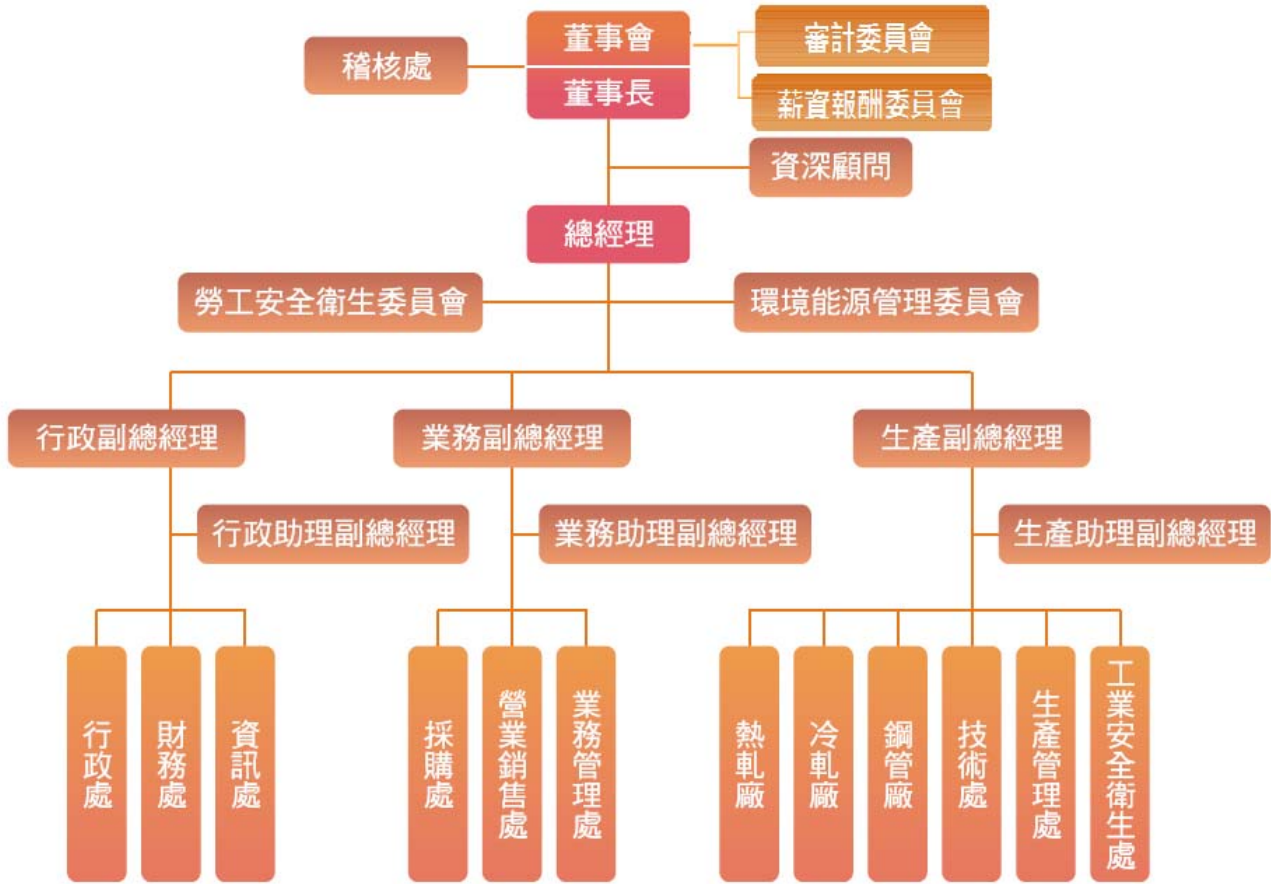 董事會
審計委員會
稽核處
董事長
薪資報酬委員會
資深顧問
總經理
勞工安全衛生委員會
環境能源管理委員會
行政副總經理
業務副總經理
生產副總經理
行政助理副總經理
業務助理副總經理
生產助理副總經理
行政處
財務處
資訊處
採購處
營業銷售處
業務管理處
熱軋廠
冷軋廠
鋼管廠
技術處
生產管理處
工業安全衛生處